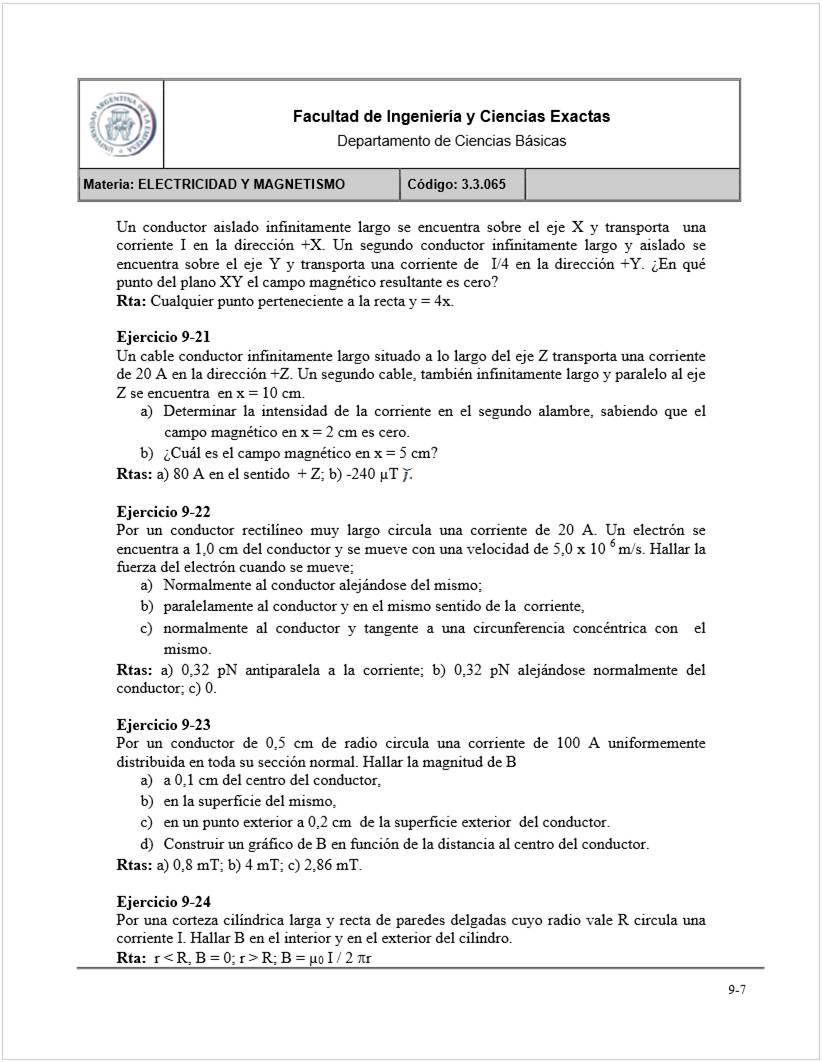 UNIVERSIDAD ARGENTINA DE LA EMPRESA
Facultad de Ingeniería y Ciencias Exactas
Departamento de Ciencias Básicas
Materia: ELECTRICIDAD Y MAGNETISMO
Código: 3.3.065
Un conductor aislado infinitamente largo se encuentra sobre el eje X y transporta una
corriente I en la dirección +X. Un segundo conductor infinitamente largo y aislado se
encuentra sobre el eje Y y transporta una corriente de I/4 en la dirección +Y. ¿En qué
punto del plano XY el campo magnético resultante es cero?
Rta: Cualquier punto perteneciente a la recta y = 4x.
Ejercicio 9-21
Un cable conductor infinitamente largo situado a lo largo del eje Z transporta una corriente
de 20 A en la dirección +Z. Un segundo cable, también infinitamente largo y paralelo al eje
Z se encuentra en x = 10 cm.
a) Determinar la intensidad de la corriente en el segundo alambre, sabiendo que el
campo magnético en x = 2 cm es cero.
b) ¿Cuál es el campo magnético en x = 5 cm?
Rtas: a) 80 A en el sentido + Z; b) -240 μT ǰ.
Ejercicio 9-22
Por un conductor rectilíneo muy largo circula una corriente de 20 A. Un electrón se
encuentra a 1,0 cm del conductor y se mueve con una velocidad de 5,0 x 10 ⁶ m/s. Hallar la
fuerza del electrón cuando se mueve;
a) Normalmente al conductor alejándose del mismo;
b) paralelamente al conductor y en el mismo sentido de la corriente,
c) normalmente al conductor y tangente a una circunferencia concéntrica con el
mismo.
Rtas: a) 0,32 pN antiparalela a la corriente; b) 0,32 pN alejándose normalmente del
conductor; c) 0.
Ejercicio 9-23
Por un conductor de 0,5 cm de radio circula una corriente de 100 A uniformemente
distribuida en toda su sección normal. Hallar la magnitud de B
a) a 0,1 cm del centro del conductor,
b) en la superficie del mismo,
c) en un punto exterior a 0,2 cm de la superficie exterior del conductor.
d) Construir un gráfico de B en función de la distancia al centro del conductor.
Rtas: a) 0,8 mT; b) 4 mT; c) 2,86 mT.
Ejercicio 9-24
Por una corteza cilíndrica larga y recta de paredes delgadas cuyo radio vale R circula una
corriente I. Hallar B en el interior y en el exterior del cilindro.
Rta: r < R, B = 0; r > R; B = μ₀ I / 2 πr
9-7